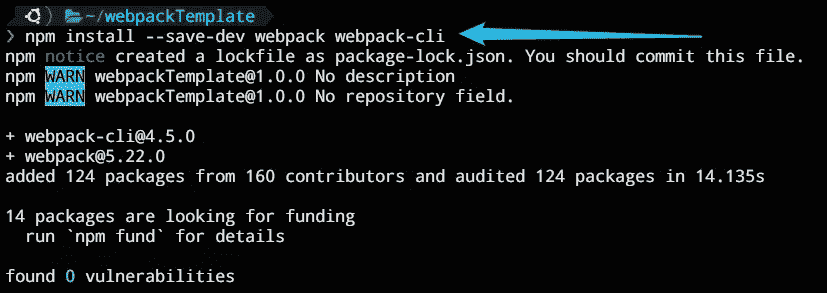 ~/webpackTemplate
❯ npm install --save-dev webpack webpack-cli
npm notice created a lockfile as package-lock.json. You should commit this file.
npm WARN webpackTemplate@1.0.0 No description
npm WARN webpackTemplate@1.0.0 No repository field.
+ webpack-cli@4.5.0
+ webpack@5.22.0
added 124 packages from 160 contributors and audited 124 packages in 14.135s
14 packages are looking for funding
run `npm fund` for details
found 0 vulnerabilities